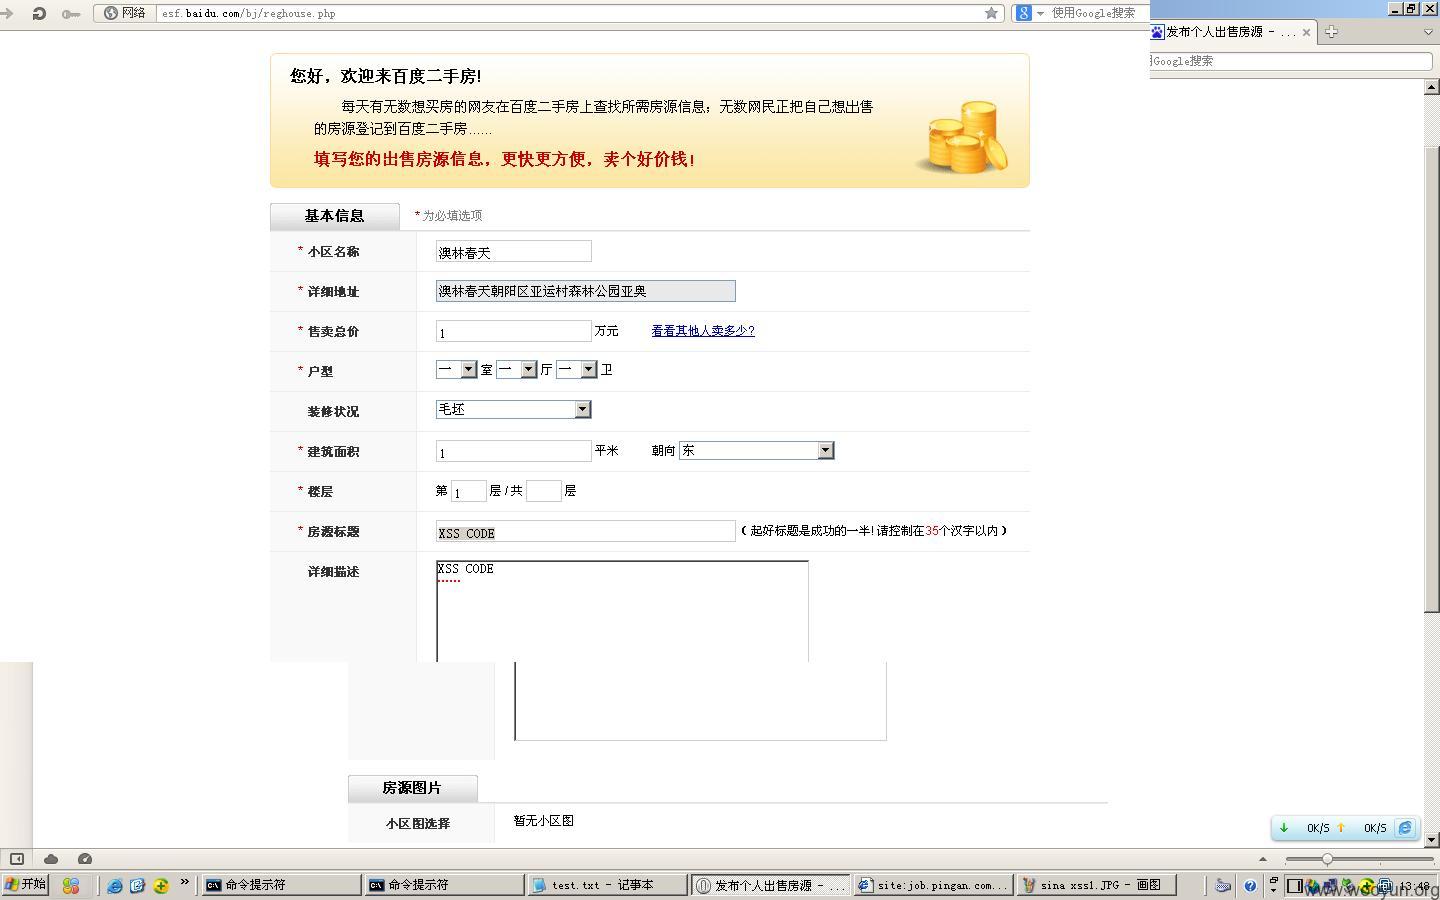 网络
esf.baidu.com/bj/reghouse.php
使用Google搜索
发布个人出售房源 - ...
Google搜索
您好，欢迎来百度二手房!
每天有无数想买房的网友在百度二手房上查找所需房源信息；无数网民正把自己想出售
的房源登记到百度二手房......
填写您的出售房源信息，更快更方便，卖个好价钱!
基本信息
*为必填选项
* 小区名称
澳林春天
* 详细地址
澳林春天朝阳区亚运村森林公园亚奥
* 售卖总价
1 万元 看看其他人卖多少?
* 户型
一 室 一 厅 一 卫
装修状况
毛坯
* 建筑面积
1 平米 朝向 东
* 楼层
第 1 层 / 共 层
* 房源标题
XSS CODE ( 起好标题是成功的一半! 请控制在35个汉字以内 )
详细描述
XSS CODE
房源图片
小区图选择
暂无小区图
0K/S 0K/S
开始
命令提示符
命令提示符
test.txt - 记事本
发布个人出售房源 - ...
site:job.pingan.com...
sina xss1.JPG - 画图
13:48
www.wooyun.org